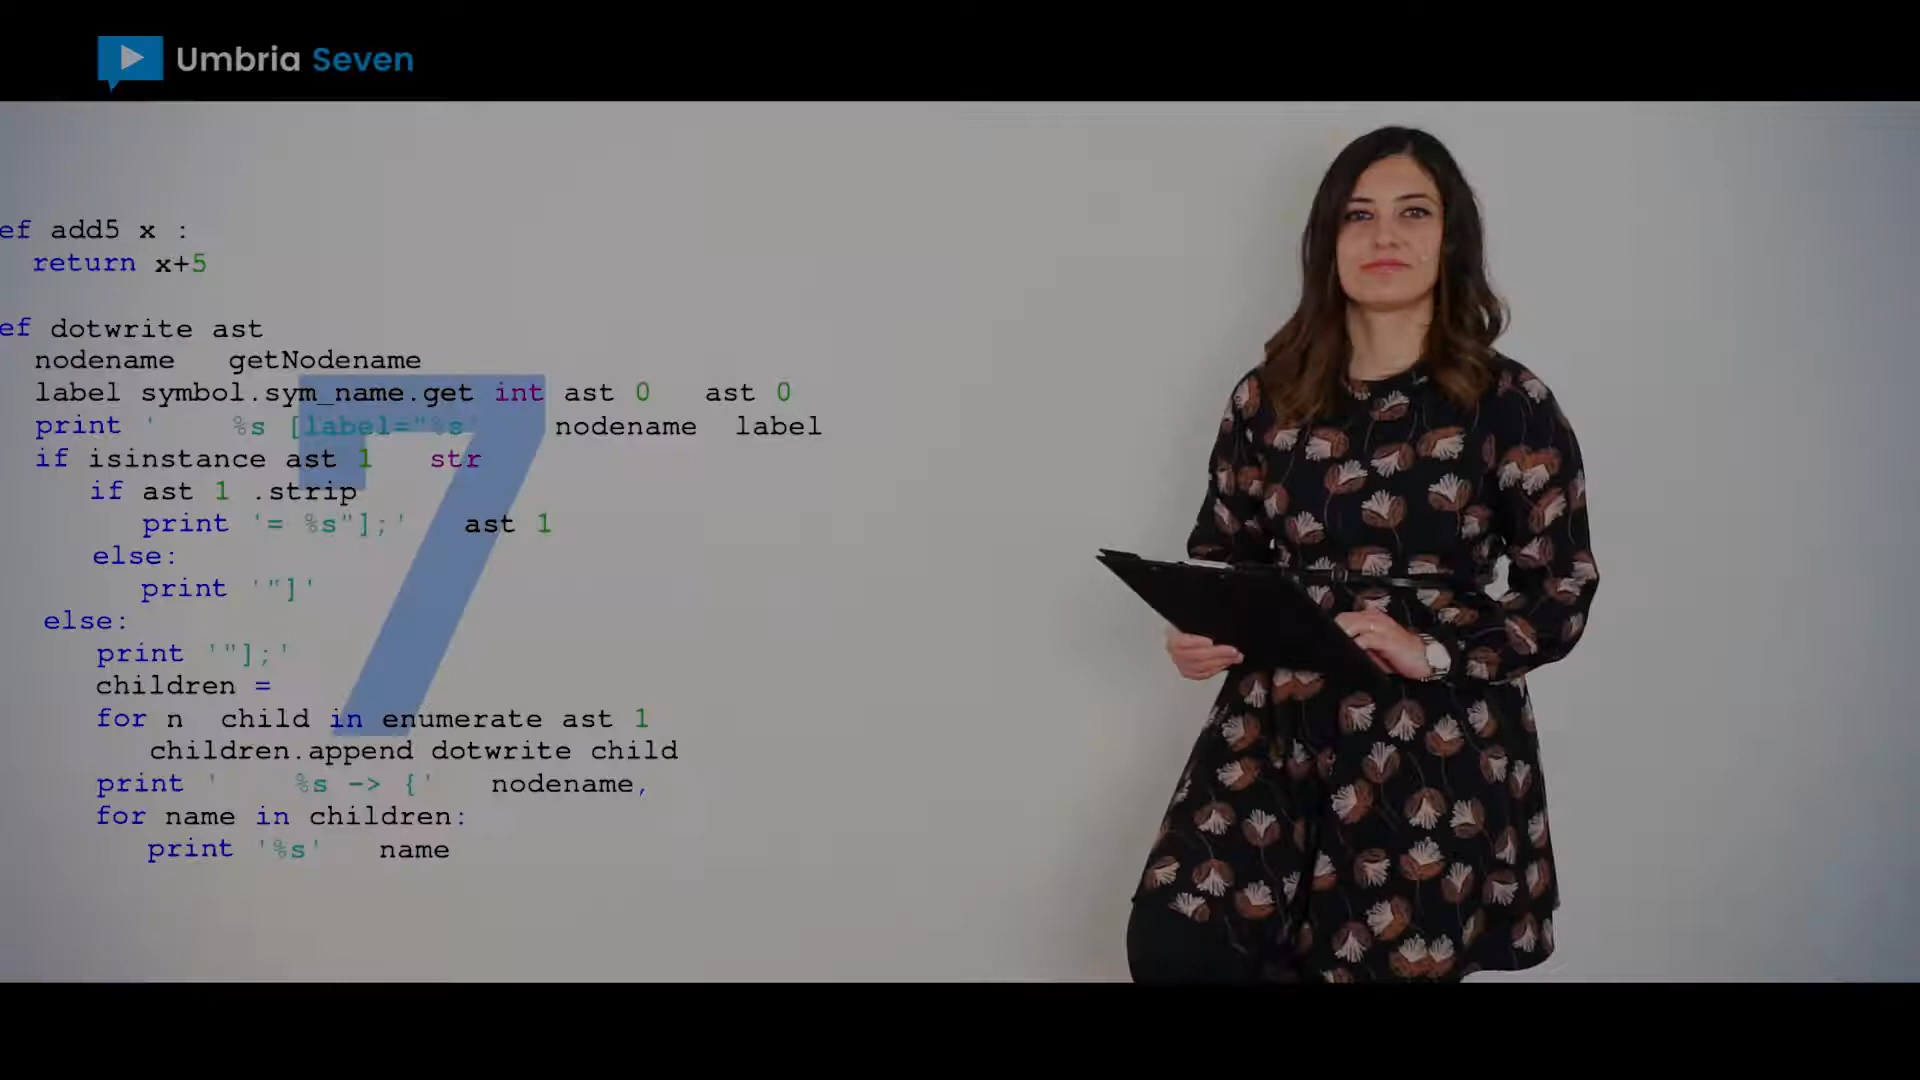 Umbria Seven
ef add5 x :
return x+5
ef dotwrite ast
nodename getNodename
label symbol.sym_name.get int ast 0 ast 0
print ' %s [label="%s' nodename label
if isinstance ast 1 str
if ast 1 .strip
print '= %s"];' ast 1
else:
print '"]'
else:
print '"];'
children =
for n child in enumerate ast 1
children.append dotwrite child
print ' %s -> {' nodename,
for name in children:
print '%s' name
7